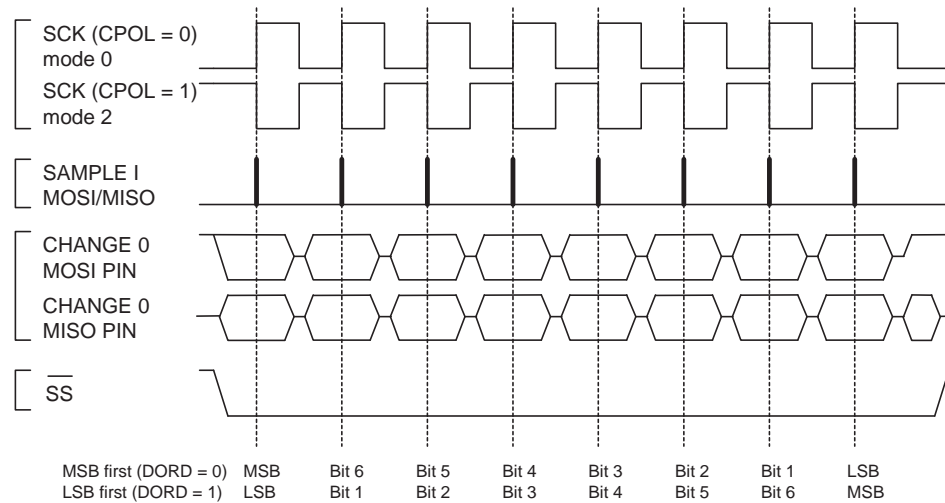 SCK (CPOL = 0)
mode 0
SCK (CPOL = 1)
mode 2
SAMPLE I
MOSI/MISO
CHANGE 0
MOSI PIN
CHANGE 0
MISO PIN
SS
MSB first (DORD = 0) MSB Bit 6 Bit 5 Bit 4 Bit 3 Bit 2 Bit 1 LSB
LSB first (DORD = 1) LSB Bit 1 Bit 2 Bit 3 Bit 4 Bit 5 Bit 6 MSB